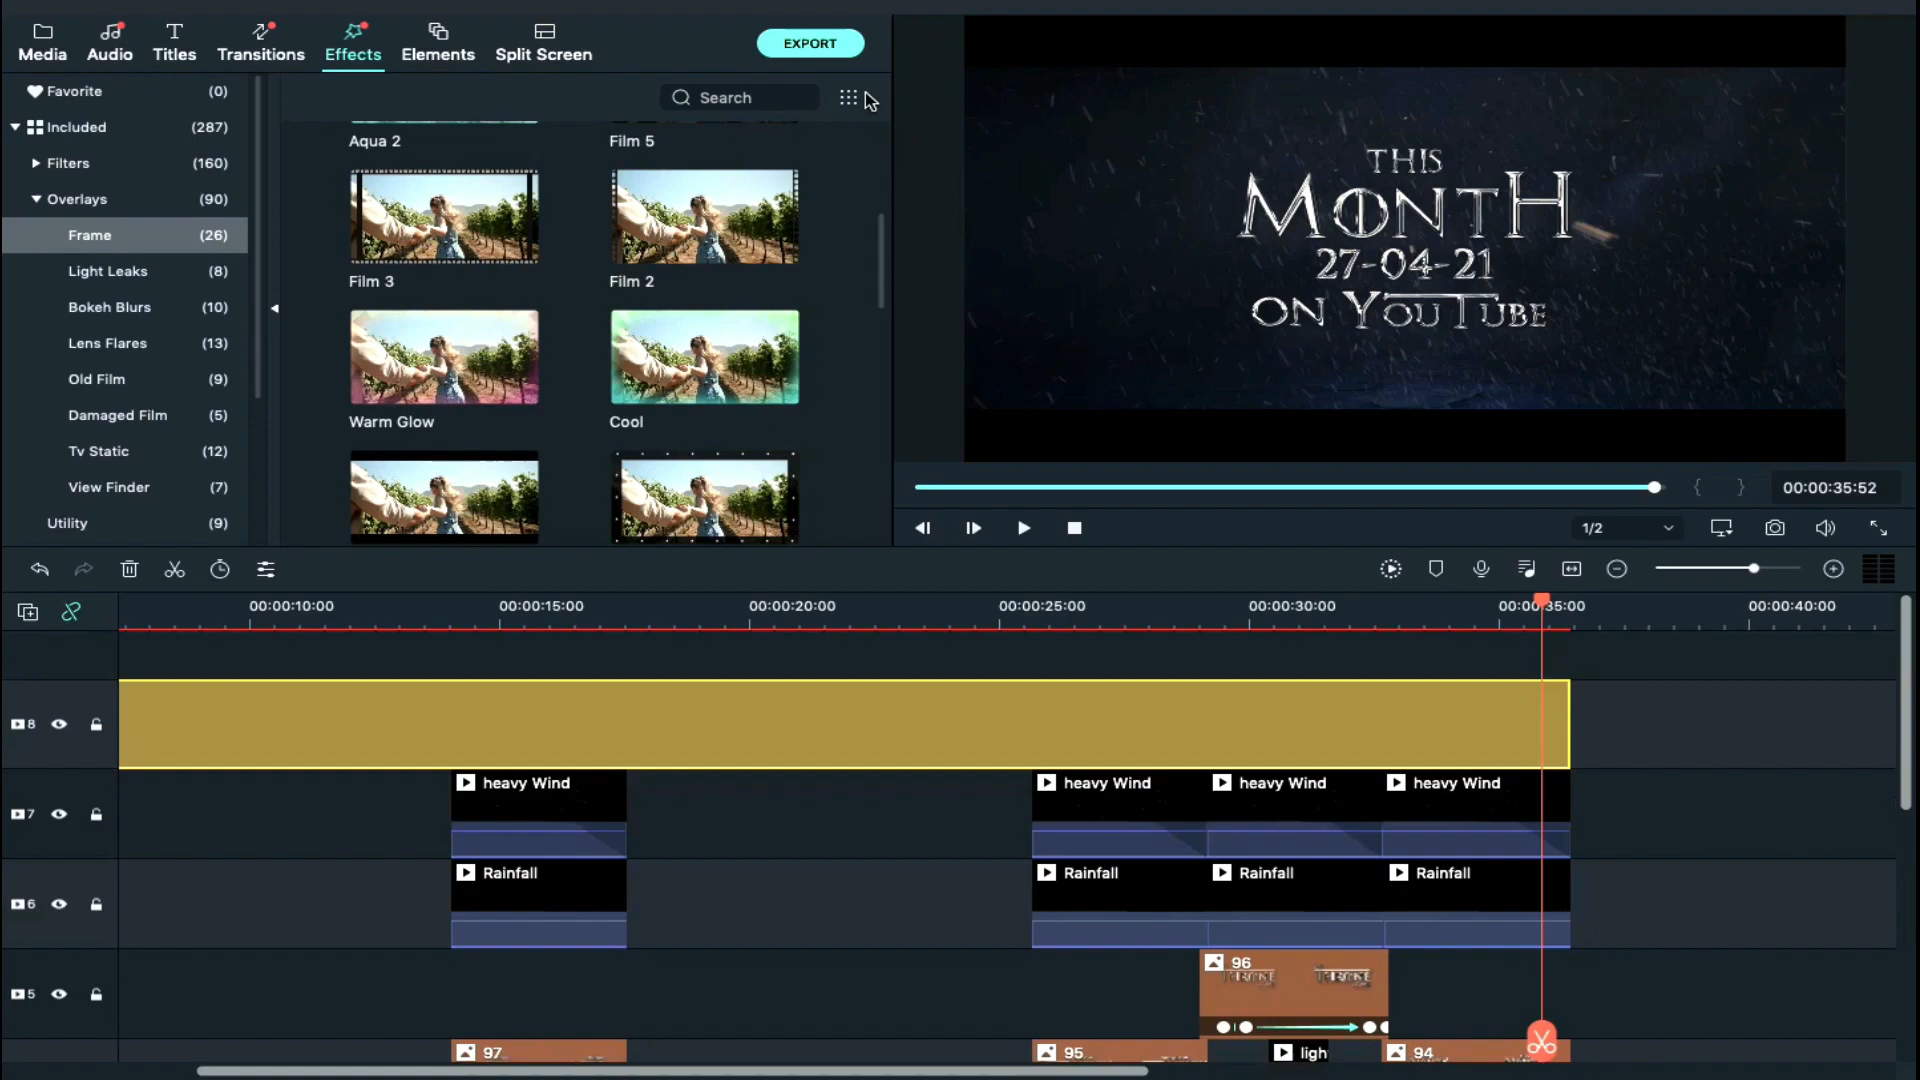 Media Audio Titles Transitions Effects Elements Split Screen
EXPORT
Favorite (0)
Included (287)
Filters (160)
Overlays (90)
Frame (26)
Light Leaks (8)
Bokeh Blurs (10)
Lens Flares (13)
Old Film (9)
Damaged Film (5)
Tv Static (12)
View Finder (7)
Utility (9)
Search
Aqua 2 Film 5
Film 3 Film 2
Warm Glow Cool
THIS
MONTH
27-04-21
ON YOUTUBE
{ } 00:00:35:52
1/2
00:00:10:00 00:00:15:00 00:00:20:00 00:00:25:00 00:00:30:00 00:00:35:00 00:00:40:00
8
7 heavy Wind heavy Wind heavy Wind heavy Wind
6 Rainfall Rainfall Rainfall Rainfall
5 96
THRONE THRONE
97 95 ligh 94